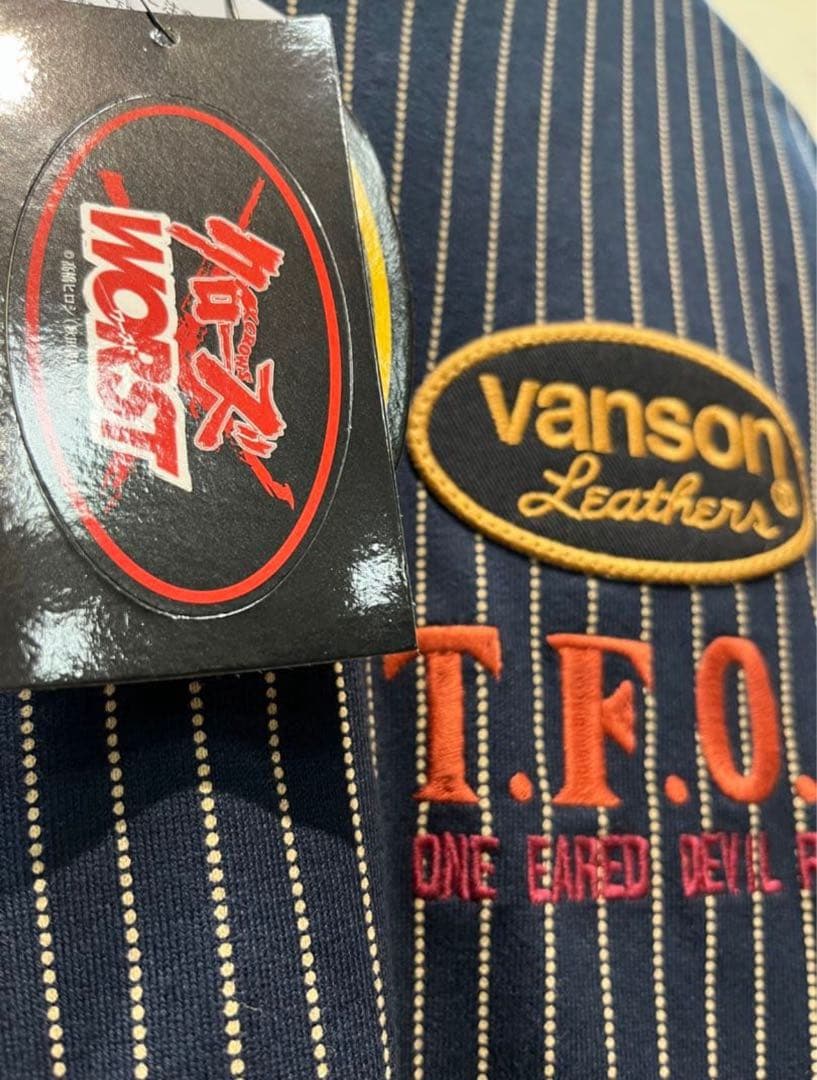 クローズ
WORST
vanson
Leathers
®
T.F.O.
ONE EARED DEVIL